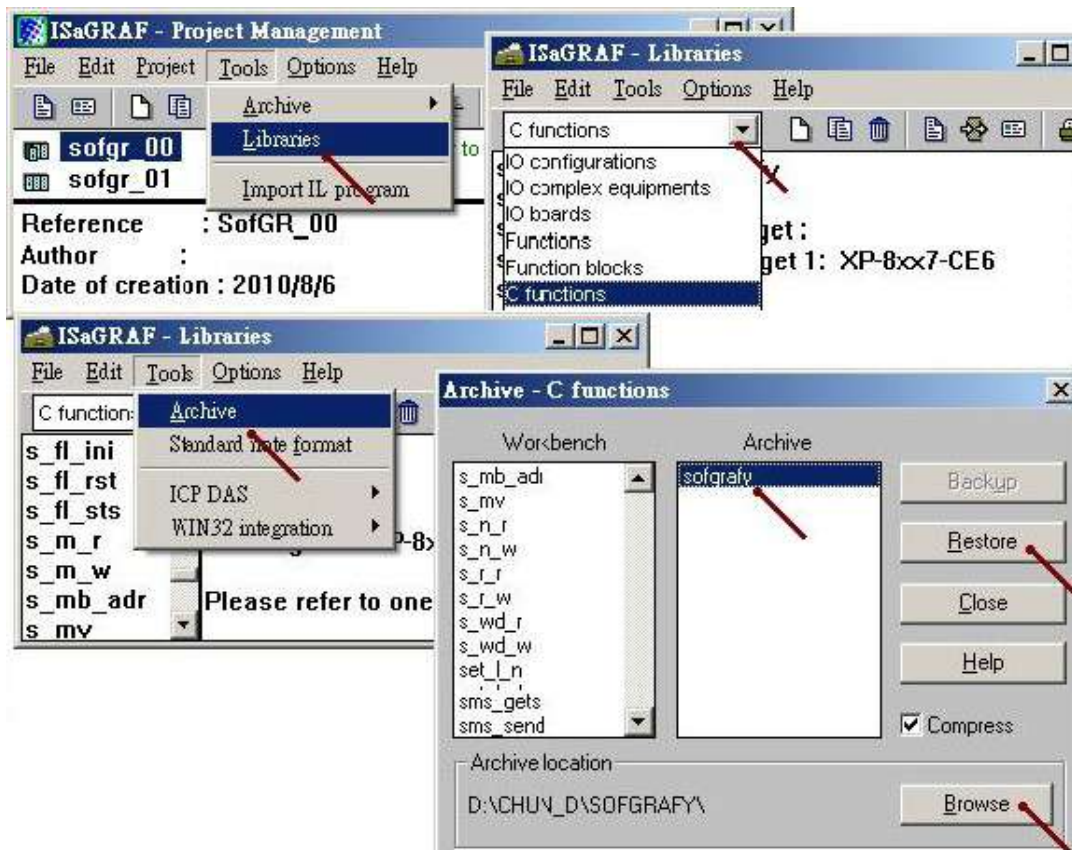 ISaGRAF - Project Management
File Edit Project Tools Options Help
Archive
Libraries
Import IL program
sofgr_00
sofgr_01
to
Reference : SofGR_00
Author :
Date of creation : 2010/8/6
ISaGRAF - Libraries
File Edit Tools Options Help
C functions
IO configurations
IO complex equipments
IO boards
Functions
Function blocks
C functions
get :
get 1: XP-8xx7-CE6
ISaGRAF - Libraries
File Edit Tools Options Help
C function
Archive
Standard note format
ICP DAS
WIN32 integration
s_fl_ini
s_fl_rst
s_fl_sts
s_m_r
s_m_w
s_mb_adr
s_mv
P-8x
Please refer to one
Archive - C functions
Workbench
s_mb_adr
s_mv
s_n_r
s_n_w
s_r_r
s_r_w
s_wd_r
s_wd_w
set_l_n
sms_gets
sms_send
Archive
sofgrafy
Backup
Restore
Close
Help
Compress
Archive location
D:\CHUN_D\SOFGRAFY\
Browse